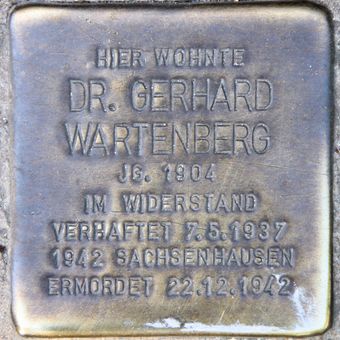 HIER WOHNTE
DR. GERHARD
WARTENBERG
JG. 1904
IM WIDERSTAND
VERHAFTET 7.5.1937
1942 SACHSENHAUSEN
ERMORDET 22.12.1942